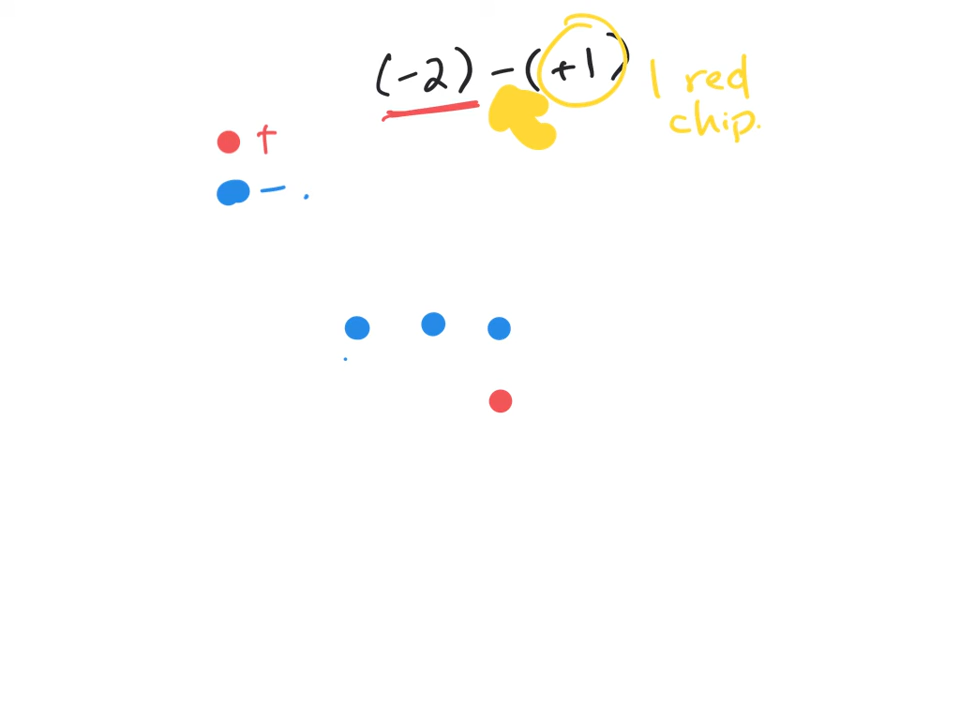 (-2) - (+1)
1 red
chip.
+
-